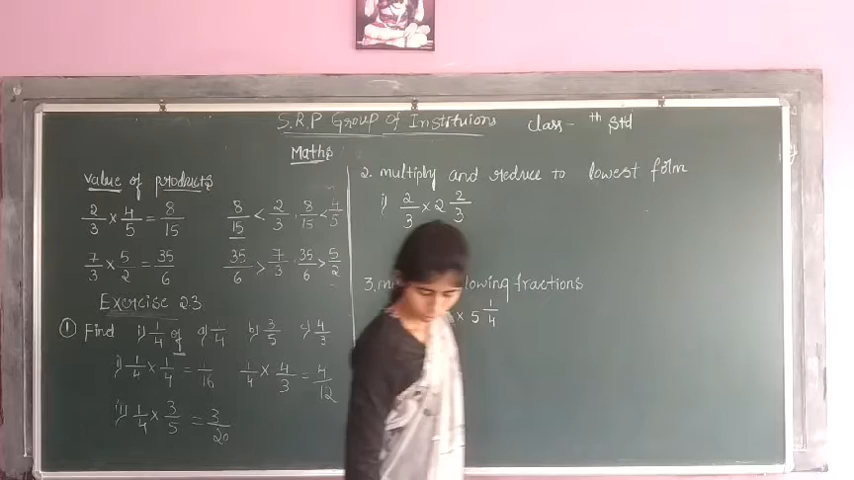 S.R.P Group of Instituions class- th std
Maths
value of products
2/3 × 4/5 = 8/15 8/15 < 2/3, 8/15 < 4/5
7/3 × 5/2 = 35/6 35/6 > 7/3, 35/6 > 5/2
Exercise 2.3
① Find i) 1/4 of a) 1/4 b) 3/5 c) 4/3
i) 1/4 × 1/4 = 1/16 1/4 × 4/3 = 4/12
ii) 1/4 × 3/5 = 3/20
2. multiply and reduce to lowest form
i) 2/3 × 2 2/3
3. fractions
× 5 1/4